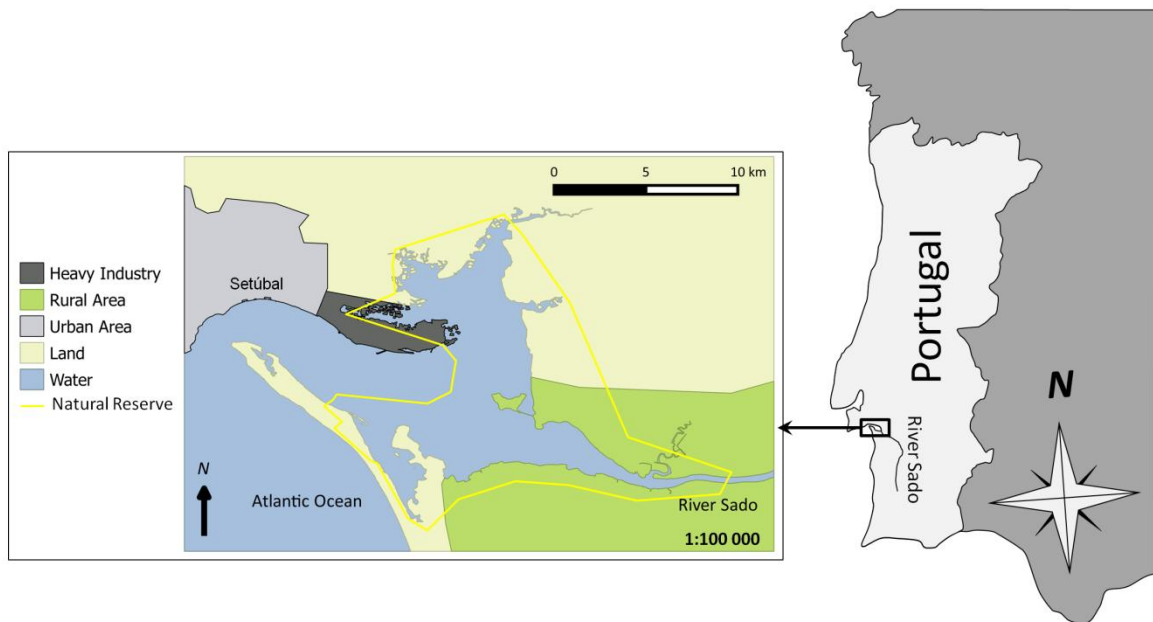 0 5 10 km
Setúbal
Heavy Industry
Rural Area
Urban Area
Land
Water
Natural Reserve
N
Atlantic Ocean
River Sado
1:100 000
Portugal
River Sado
N